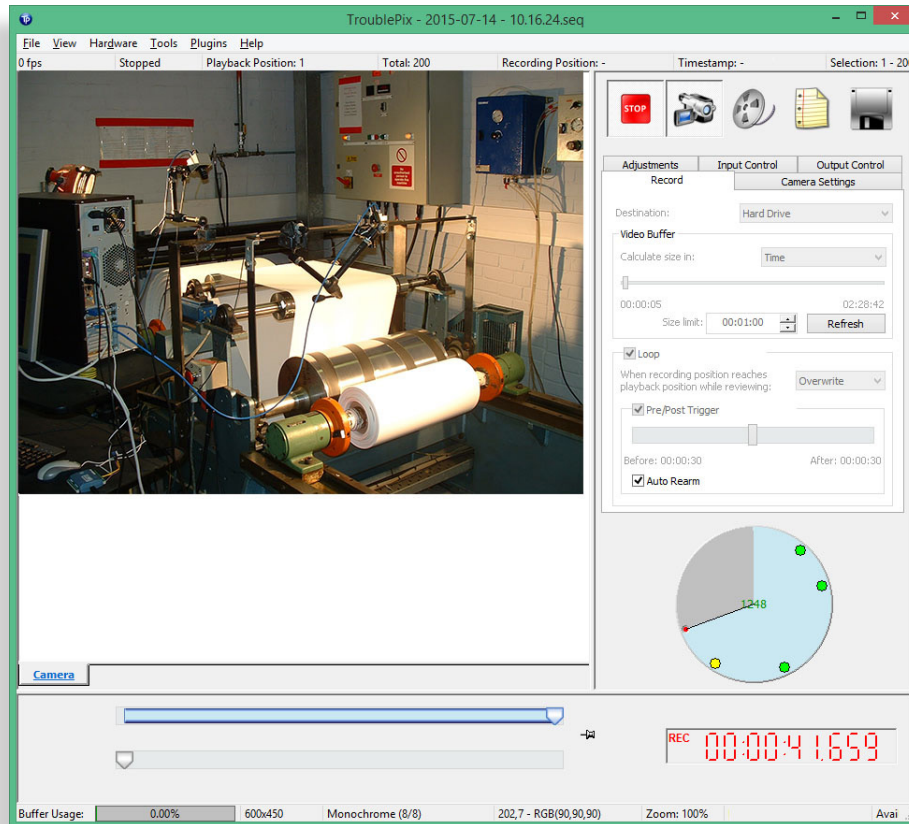 TroublePix - 2015-07-14 - 10.16.24.seq
File View Hardware Tools Plugins Help
0 fps Stopped Playback Position: 1 Total: 200 Recording Position: - Timestamp: - Selection: 1 - 20
STOP
Adjustments Input Control Output Control
Record Camera Settings
Destination: Hard Drive
Video Buffer
Calculate size in: Time
00:00:05 02:28:42
Size limit: 00:01:00 Refresh
Loop
When recording position reaches
playback position while reviewing: Overwrite
Pre/Post Trigger
Before: 00:00:30 After: 00:00:30
Auto Rearm
1248
Camera
REC 00:00:41.659
Buffer Usage: 0.00% 600x450 Monochrome (8/8) 202,7 - RGB(90,90,90) Zoom: 100% Avai